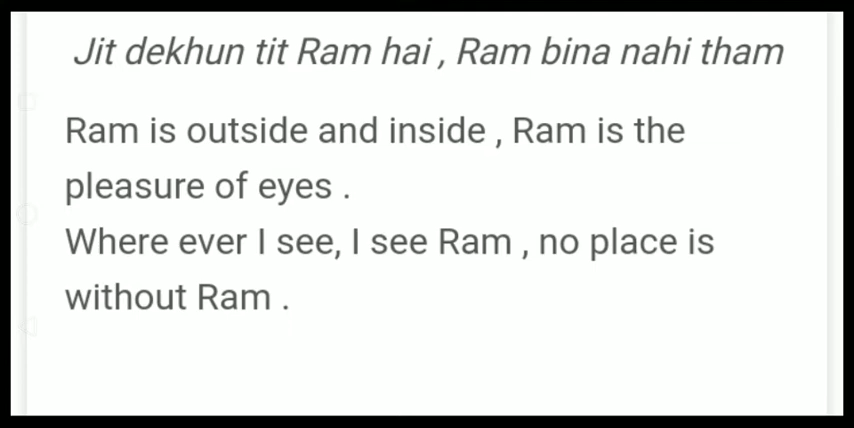 Jit dekhun tit Ram hai , Ram bina nahi tham
Ram is outside and inside , Ram is the
pleasure of eyes .
Where ever I see, I see Ram , no place is
without Ram .